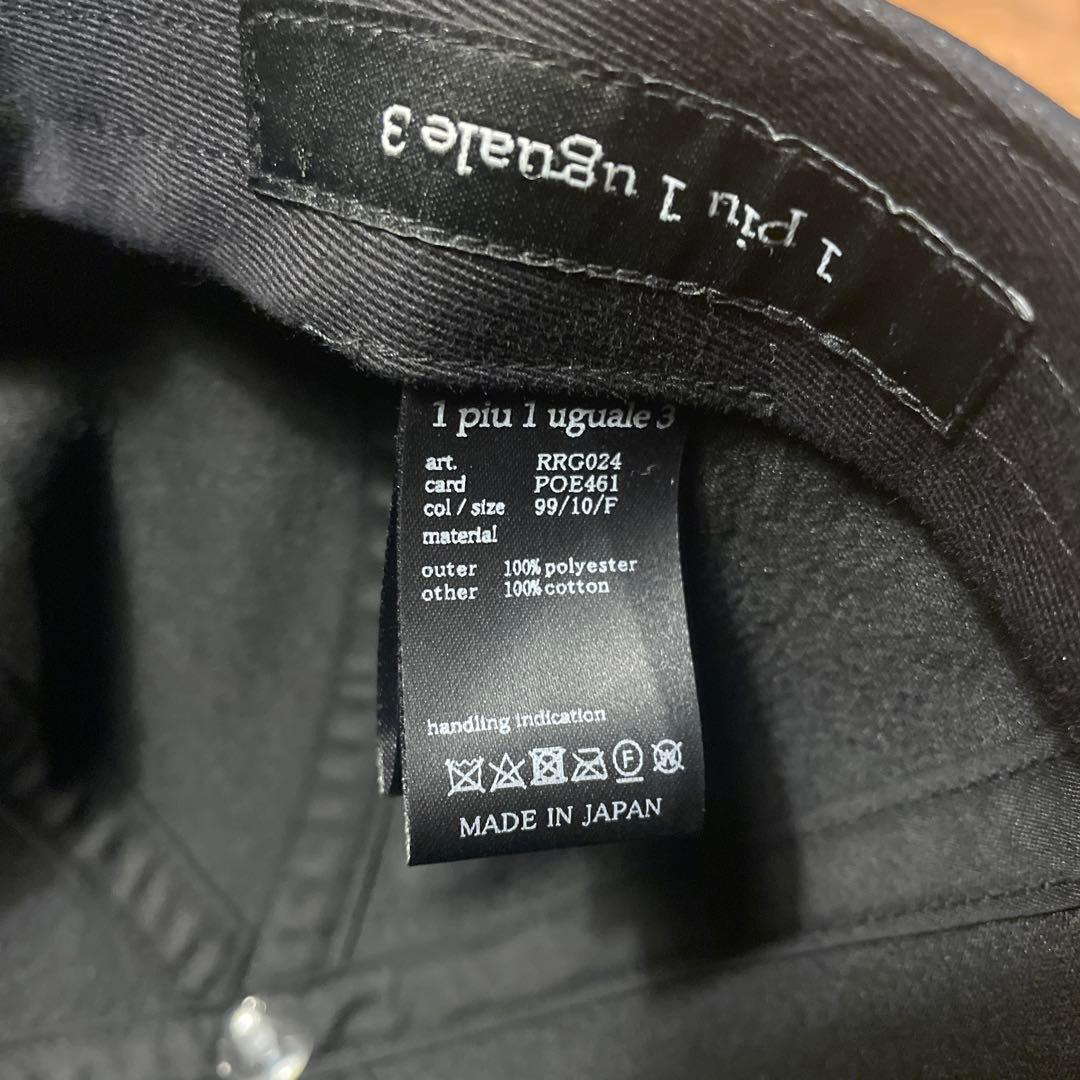 1 piu 1 uguale 3
1 piu 1 uguale 3
art. RRG024
card POE461
col / size 99/10/F
material
outer 100% polyester
other 100% cotton
handling indication
F W
MADE IN JAPAN